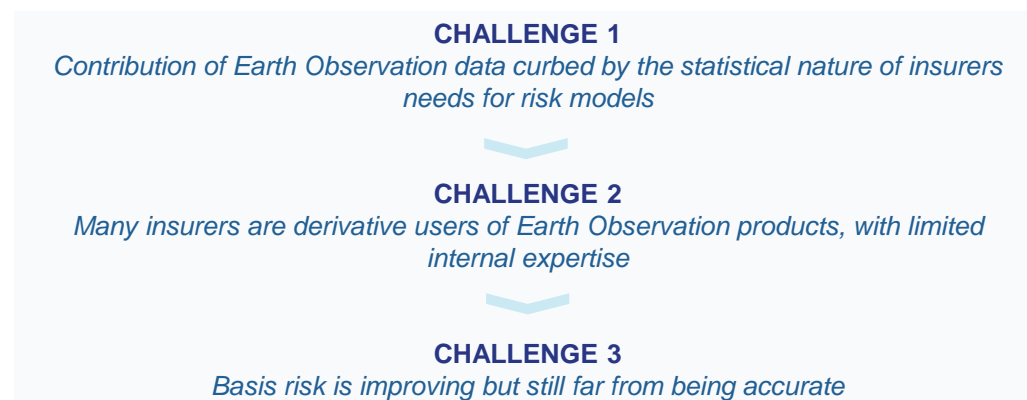 CHALLENGE 1
Contribution of Earth Observation data curbed by the statistical nature of insurers
needs for risk models
CHALLENGE 2
Many insurers are derivative users of Earth Observation products, with limited
internal expertise
CHALLENGE 3
Basis risk is improving but still far from being accurate